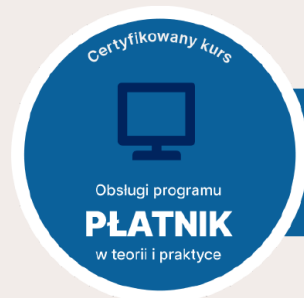 Certyfikowany kurs
Obsługi programu
PŁATNIK
w teorii i praktyce